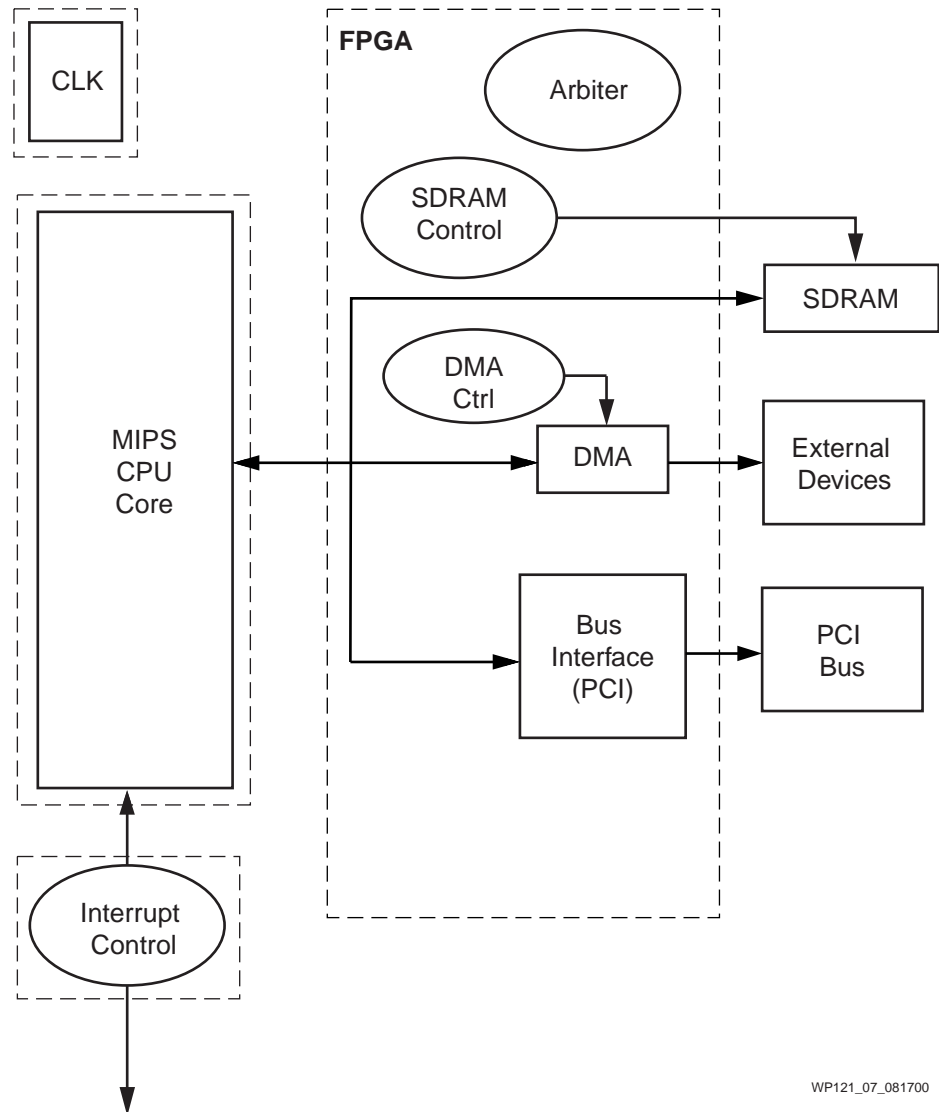 CLK
FPGA
Arbiter
SDRAM
Control
SDRAM
DMA
Ctrl
MIPS
CPU
Core
DMA
External
Devices
Bus
Interface
(PCI)
PCI
Bus
Interrupt
Control
WP121_07_081700